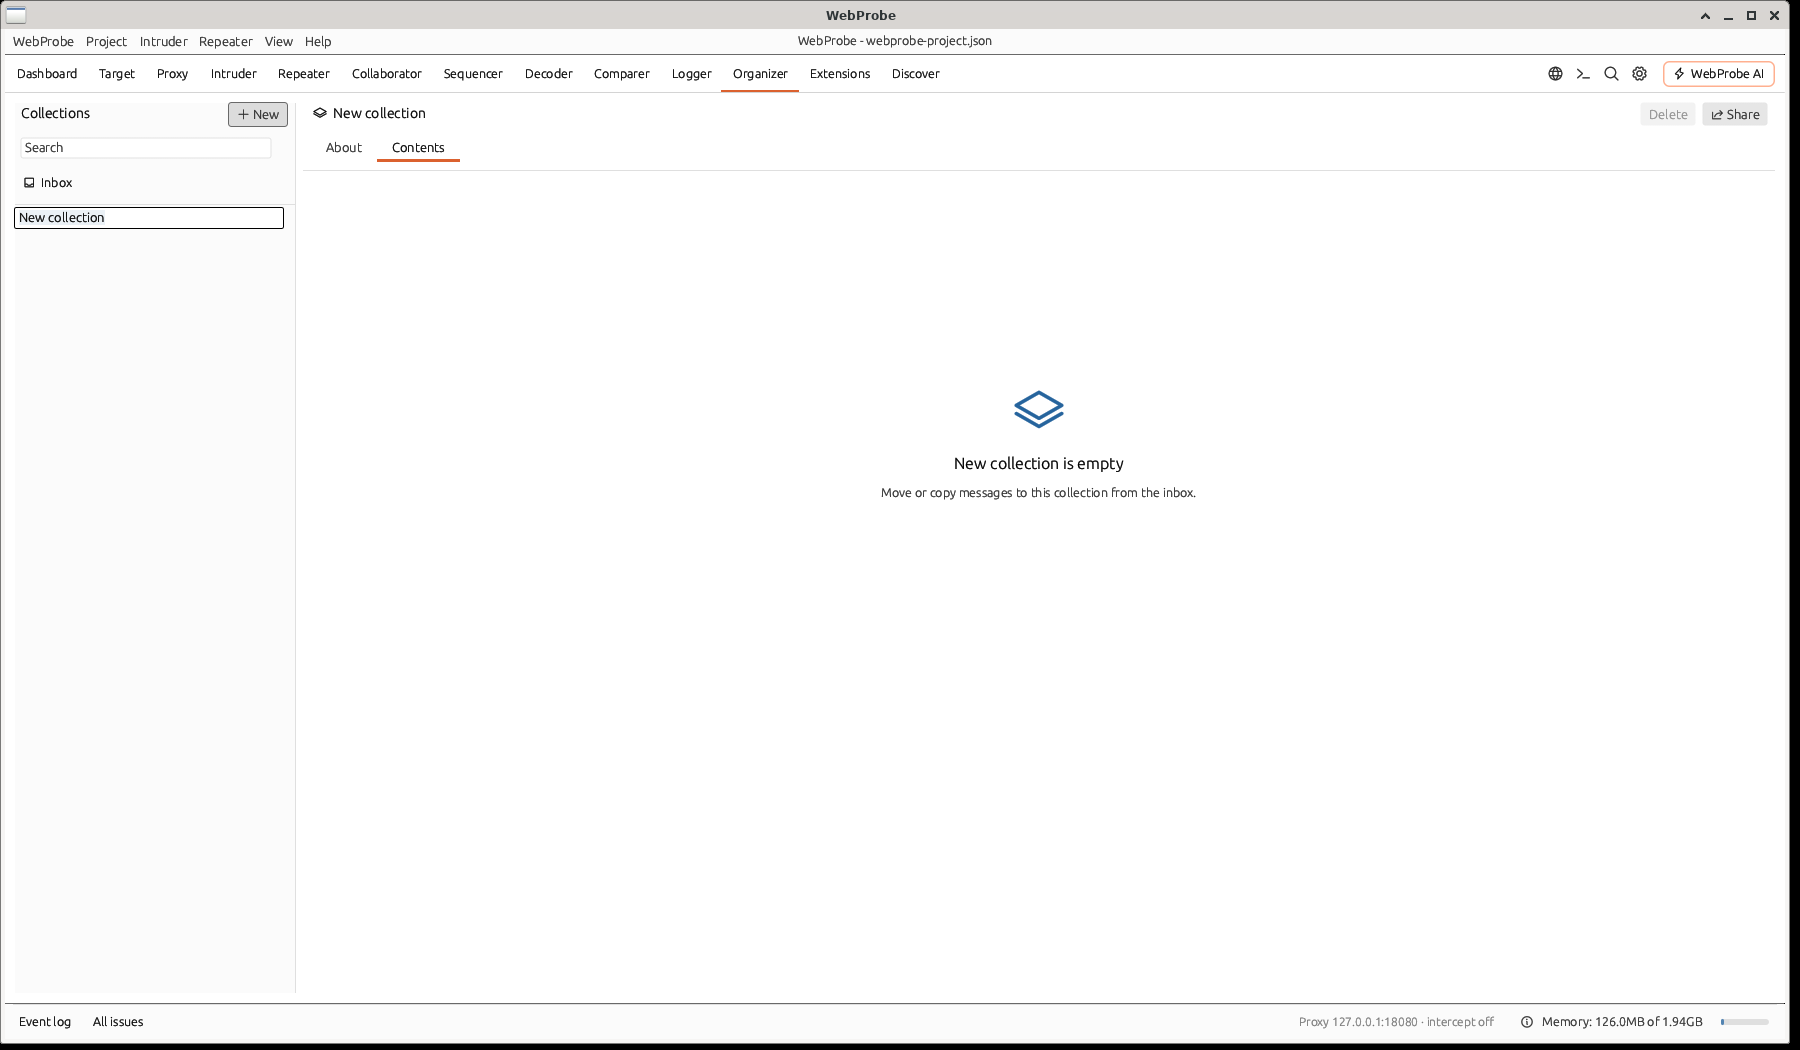 WebProbe
WebProbe Project Intruder Repeater View Help
WebProbe - webprobe-project.json
Dashboard Target Proxy Intruder Repeater Collaborator Sequencer Decoder Comparer Logger Organizer Extensions Discover
WebProbe AI
Collections
New
Search
Inbox
New collection
New collection
Delete
Share
About Contents
New collection is empty
Move or copy messages to this collection from the inbox.
Event log All issues
Proxy 127.0.0.1:18080 · intercept off
Memory: 126.0MB of 1.94GB